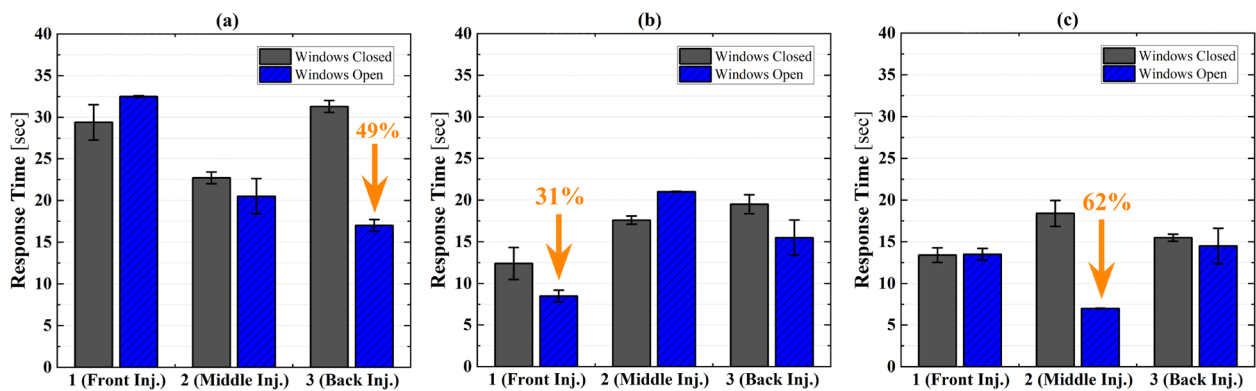 (a)
Response Time [sec]
40
35
30
25
20
15
10
5
0
Windows Closed
Windows Open
49%
1 (Front Inj.) 2 (Middle Inj.) 3 (Back Inj.)
(b)
Response Time [sec]
40
35
30
25
20
15
10
5
0
Windows Closed
Windows Open
31%
1 (Front Inj.) 2 (Middle Inj.) 3 (Back Inj.)
(c)
Response Time [sec]
40
35
30
25
20
15
10
5
0
Windows Closed
Windows Open
62%
1 (Front Inj.) 2 (Middle Inj.) 3 (Back Inj.)